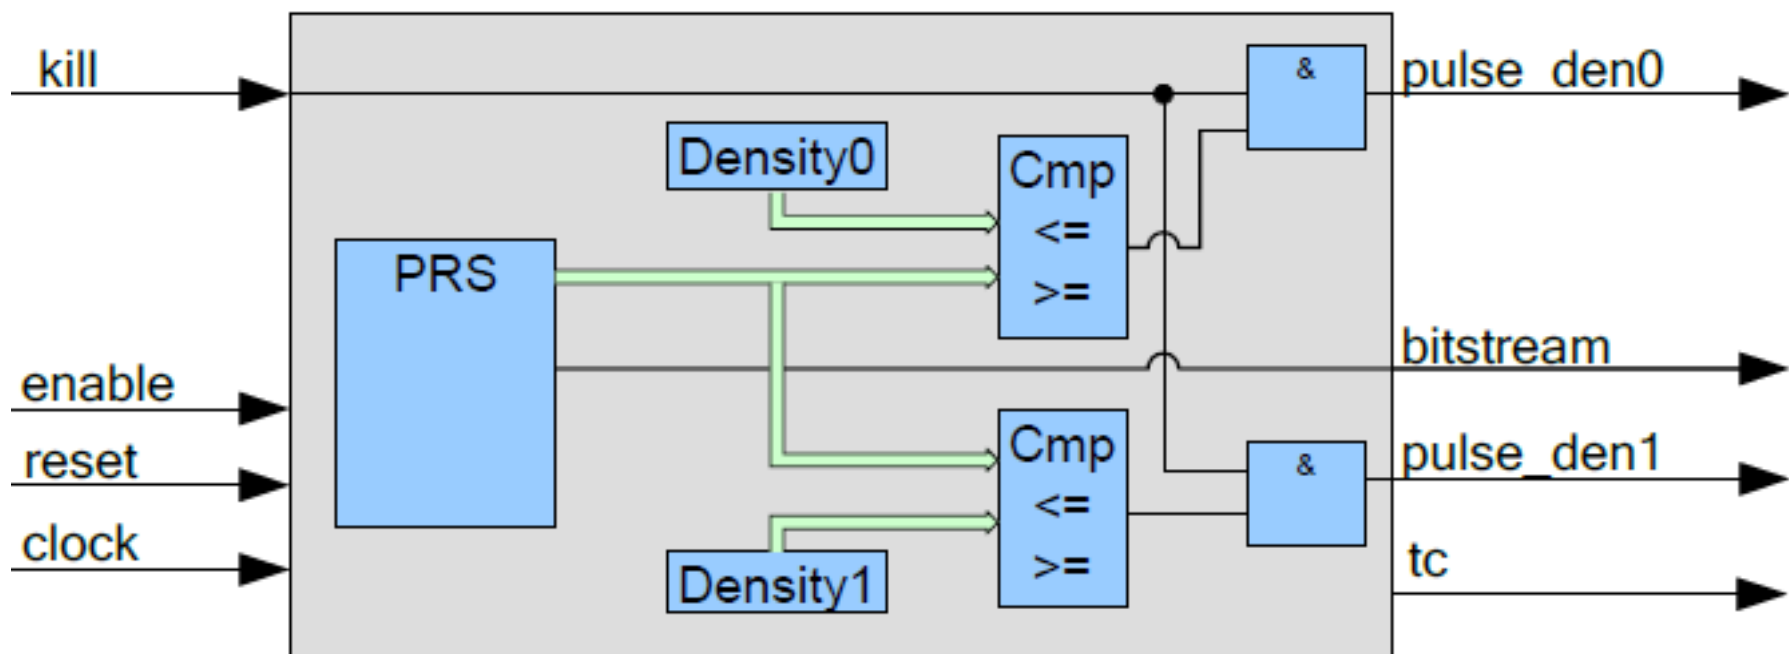 kill
&
pulse_den0
Density0
Cmp
<=
>=
PRS
bitstream
enable
Cmp
<=
>=
&
pulse_den1
reset
clock
Density1
tc